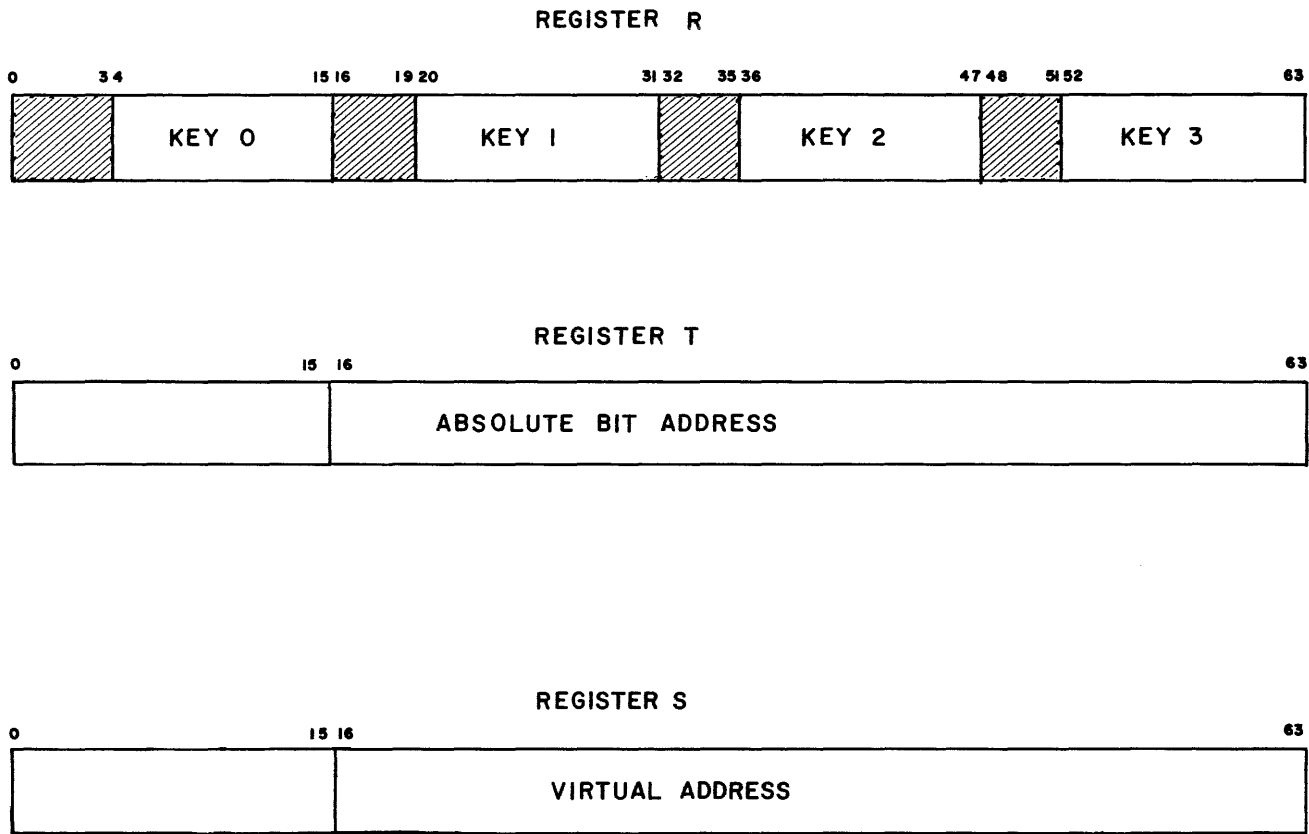 REGISTER R
0 3 4 15 16 19 20 31 32 35 36 47 48 51 52 63
KEY 0 KEY 1 KEY 2 KEY 3
REGISTER T
0 15 16 63
ABSOLUTE BIT ADDRESS
REGISTER S
0 15 16 63
VIRTUAL ADDRESS